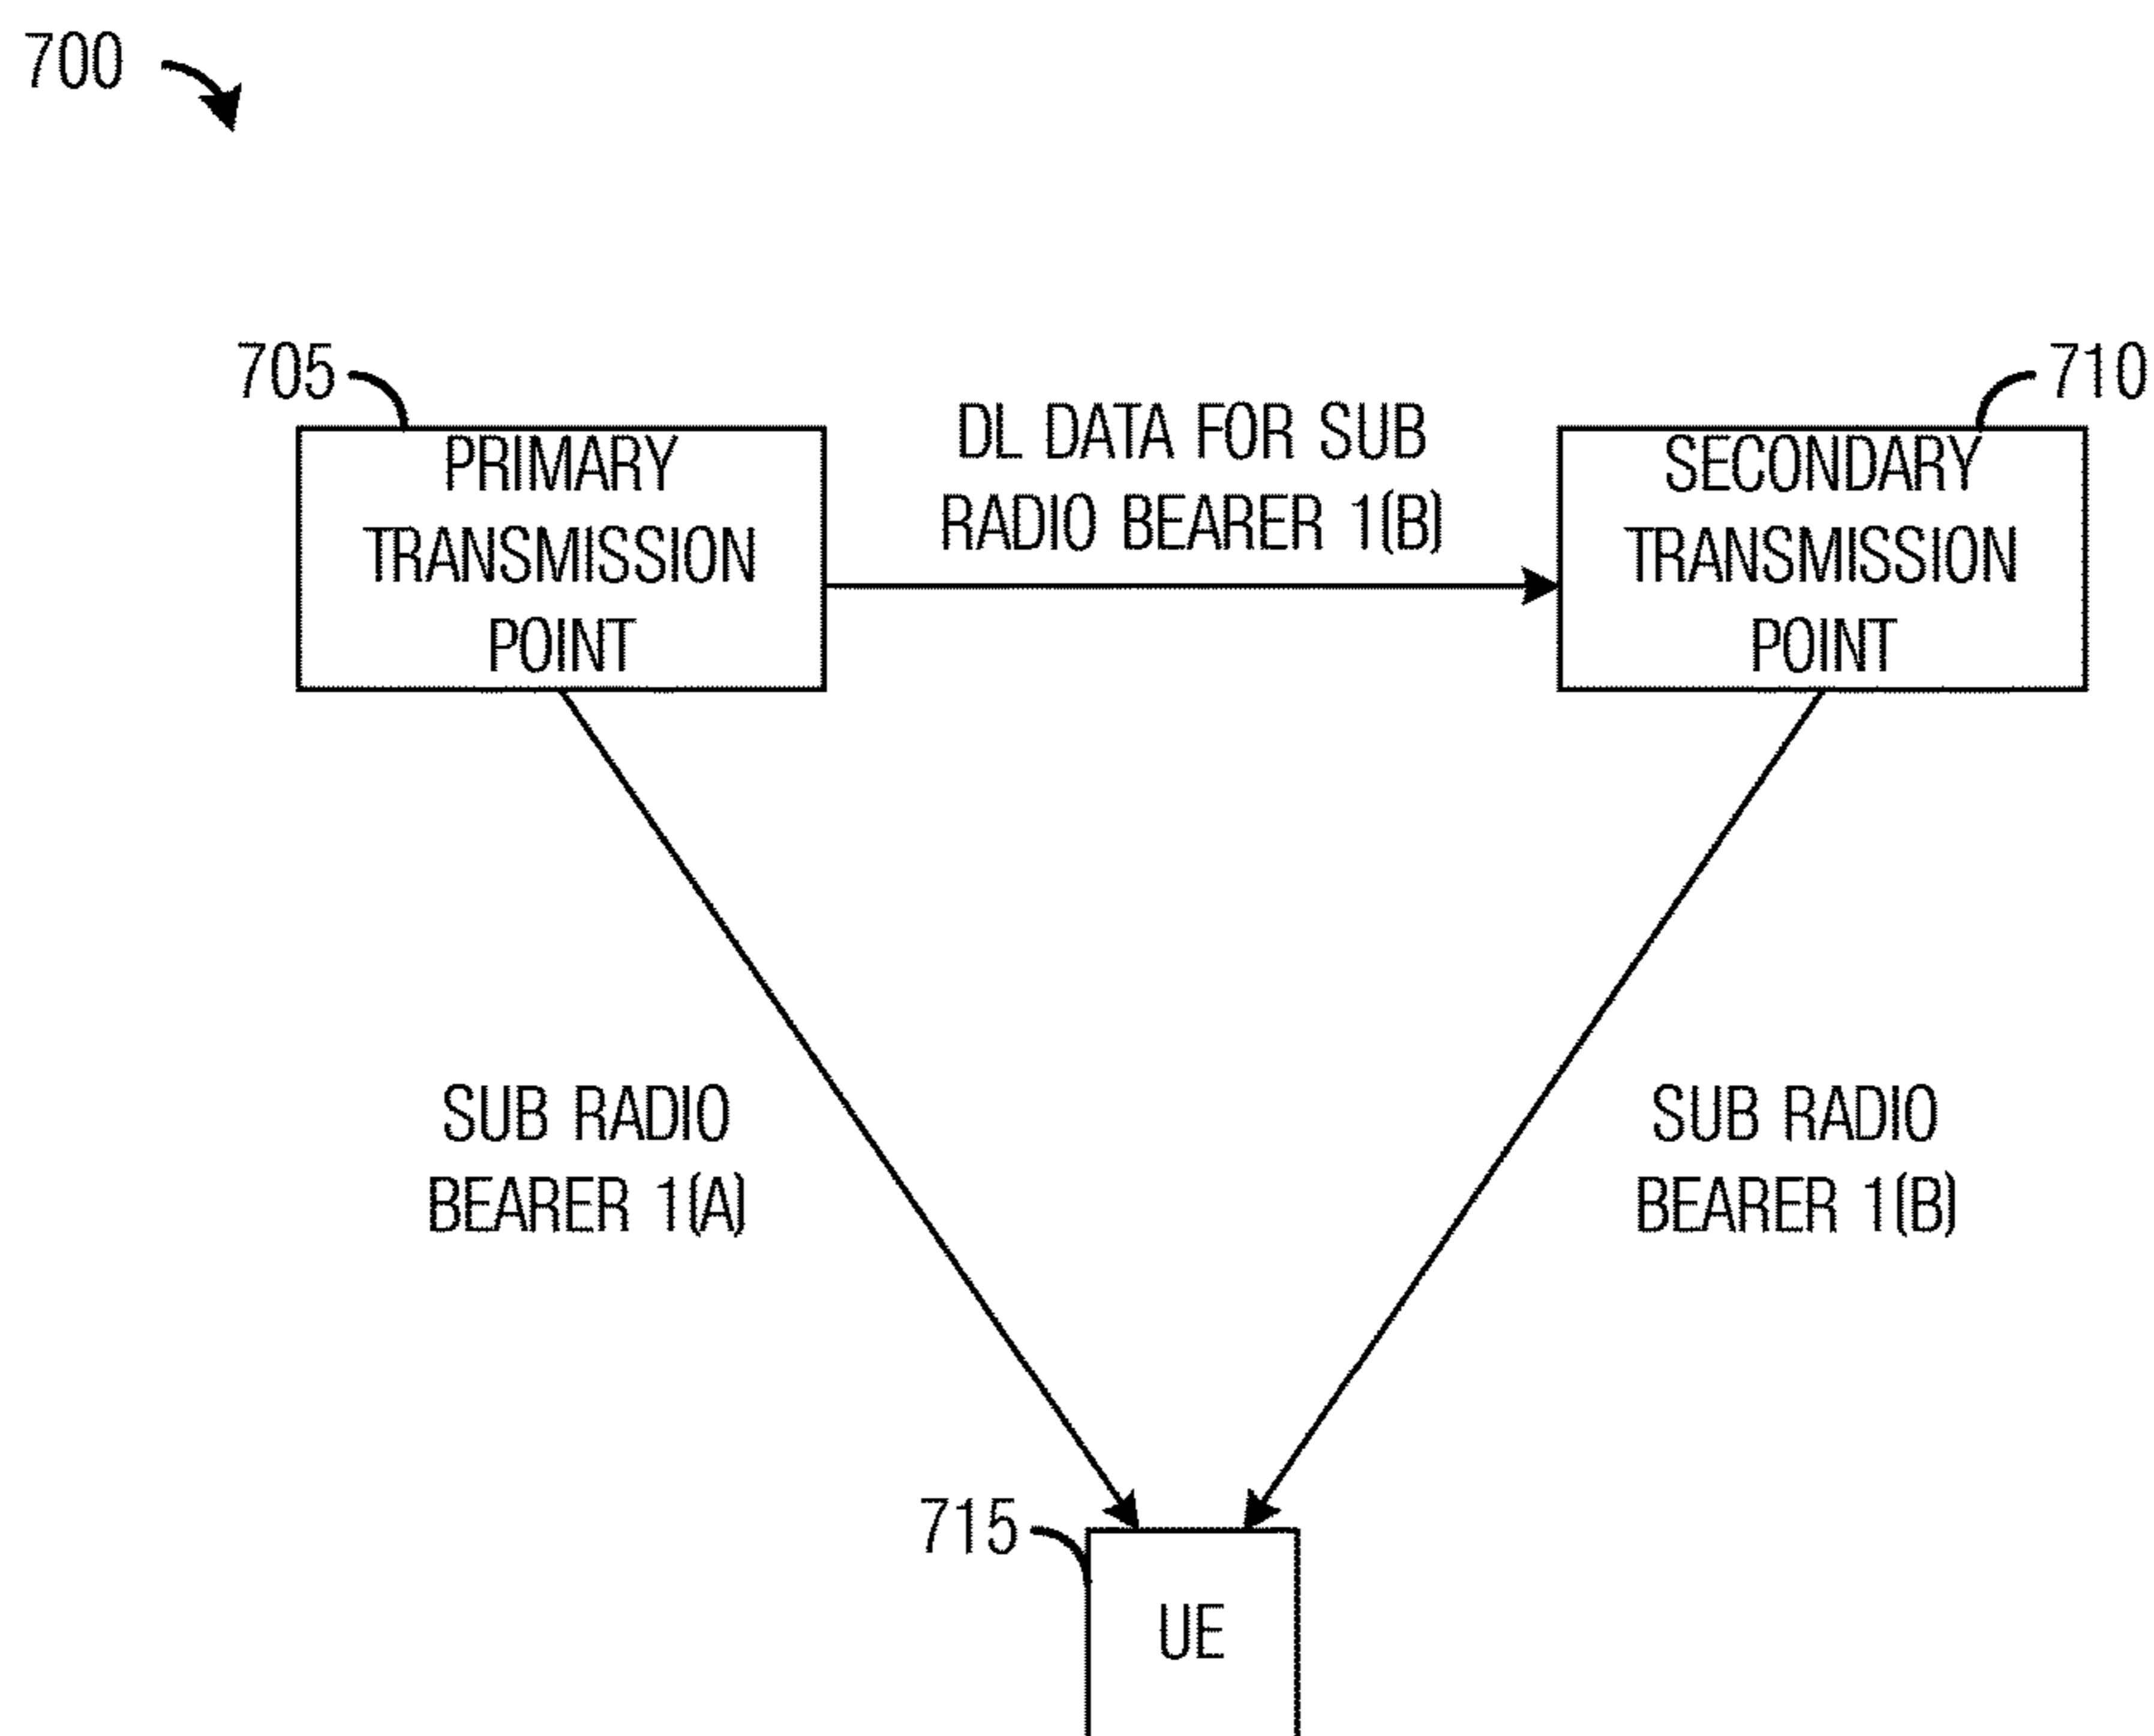 700
705
710
DL DATA FOR SUB
RADIO BEARER 1(B)
PRIMARY
TRANSMISSION
POINT
SECONDARY
TRANSMISSION
POINT
SUB RADIO
BEARER 1(A)
SUB RADIO
BEARER 1(B)
715
UE